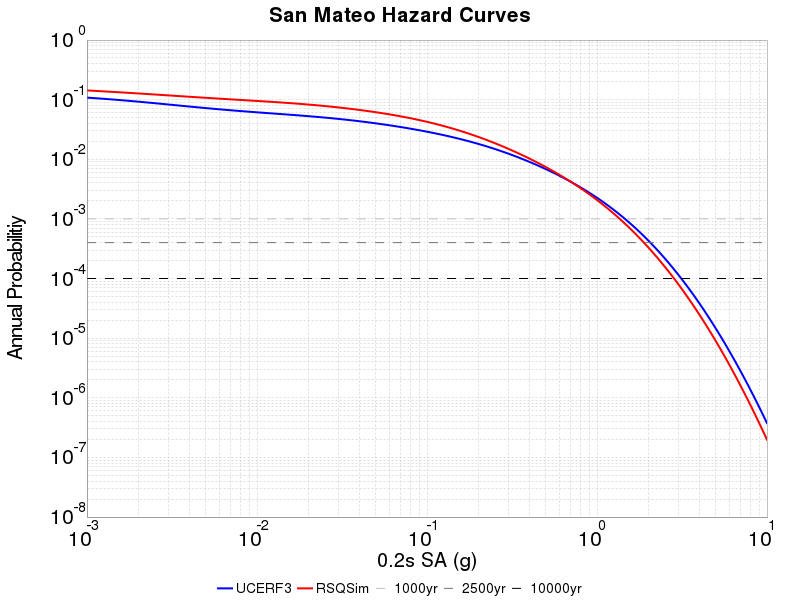 San Mateo Hazard Curves
10^0
10^-1
10^-2
10^-3
10^-4
10^-5
10^-6
10^-7
10^-8
Annual Probabilitiy
10^-3 10^-2 10^-1 10^0 10^1
0.2s SA (g)
UCERF3 RSQSim 1000yr 2500yr 10000yr